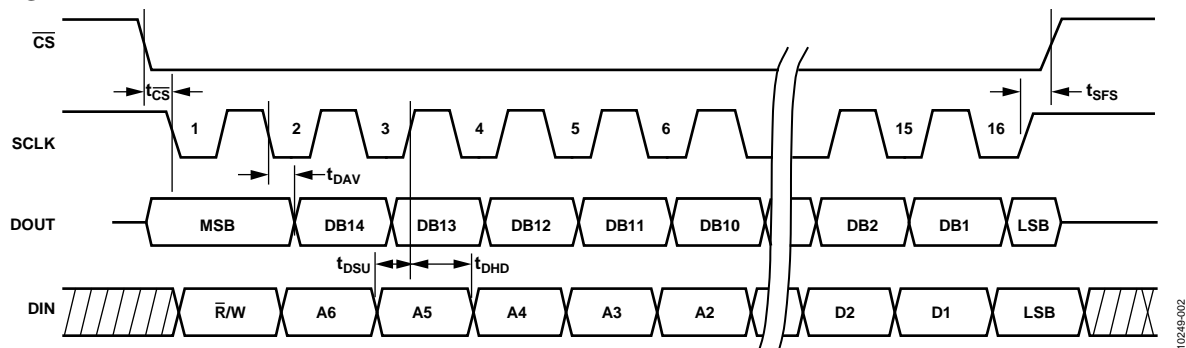 CS
tCS
tSFS
SCLK
1 2 3 4 5 6 15 16
tDAV
DOUT
MSB DB14 DB13 DB12 DB11 DB10 DB2 DB1 LSB
tDSU tDHD
DIN
R/W A6 A5 A4 A3 A2 D2 D1 LSB
10249-002